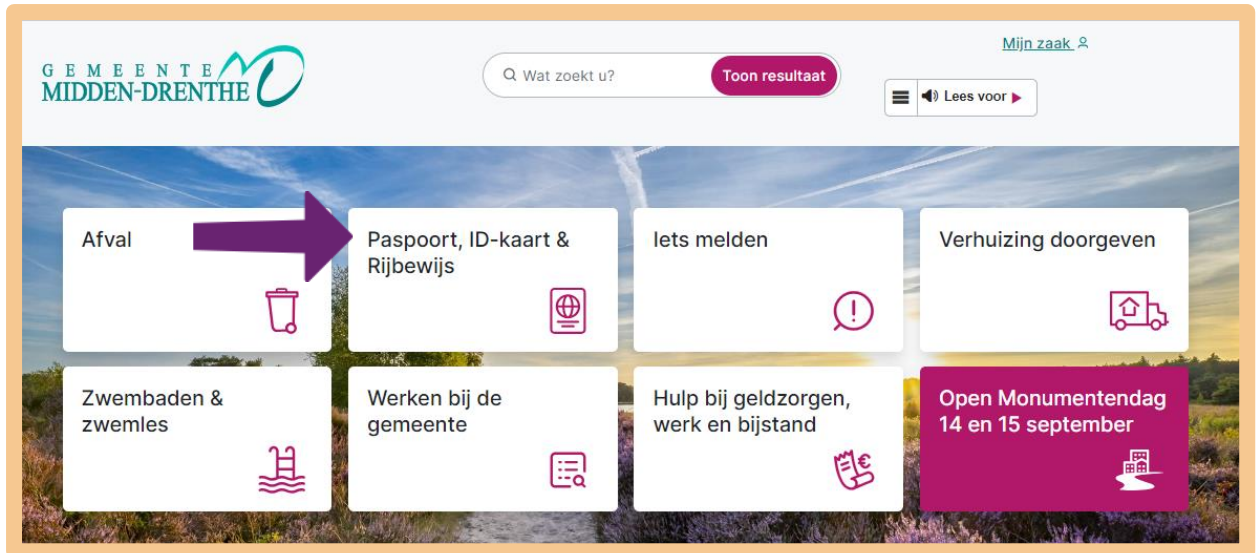 Mijn zaak
GEMEENTE
MIDDEN-DRENTHE
Wat zoekt u?
Toon resultaat
Lees voor
Afval
Paspoort, ID-kaart &
Rijbewijs
Iets melden
Verhuizing doorgeven
Zwembaden &
zwemles
Werken bij de
gemeente
Hulp bij geldzorgen,
werk en bijstand
Open Monumentendag
14 en 15 september